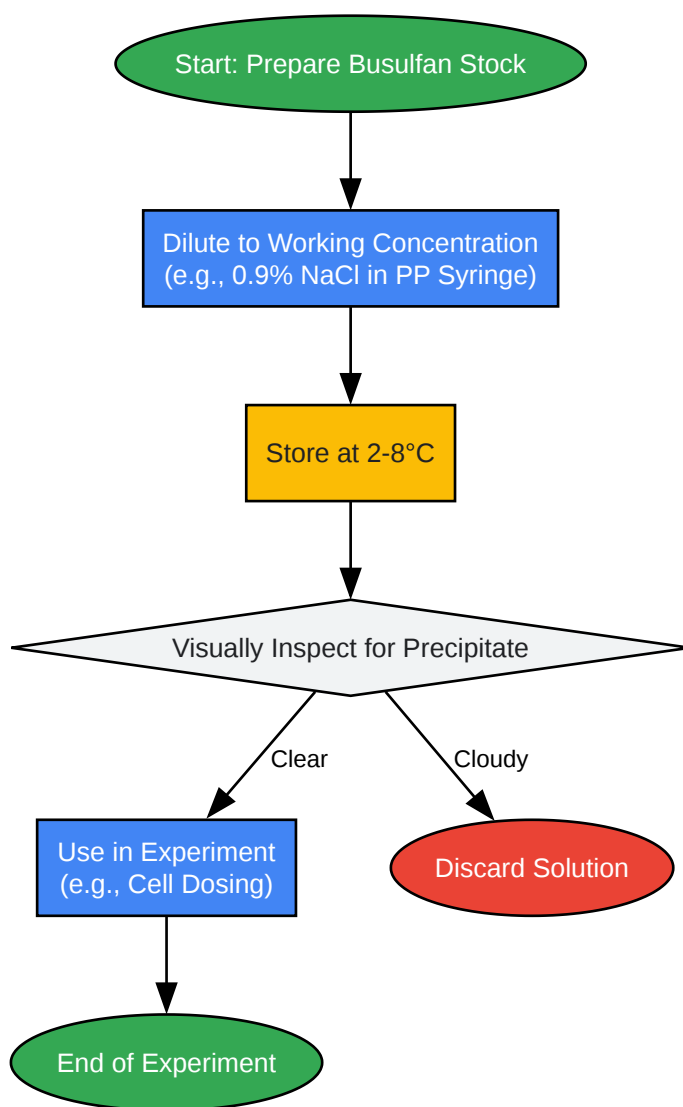 Start: Prepare Busulfan Stock
Dilute to Working Concentration
(e.g., 0.9% NaCl in PP Syringe)
Store at 2-8°C
Visually Inspect for Precipitate
Clear
Cloudy
Use in Experiment
(e.g., Cell Dosing)
Discard Solution
End of Experiment